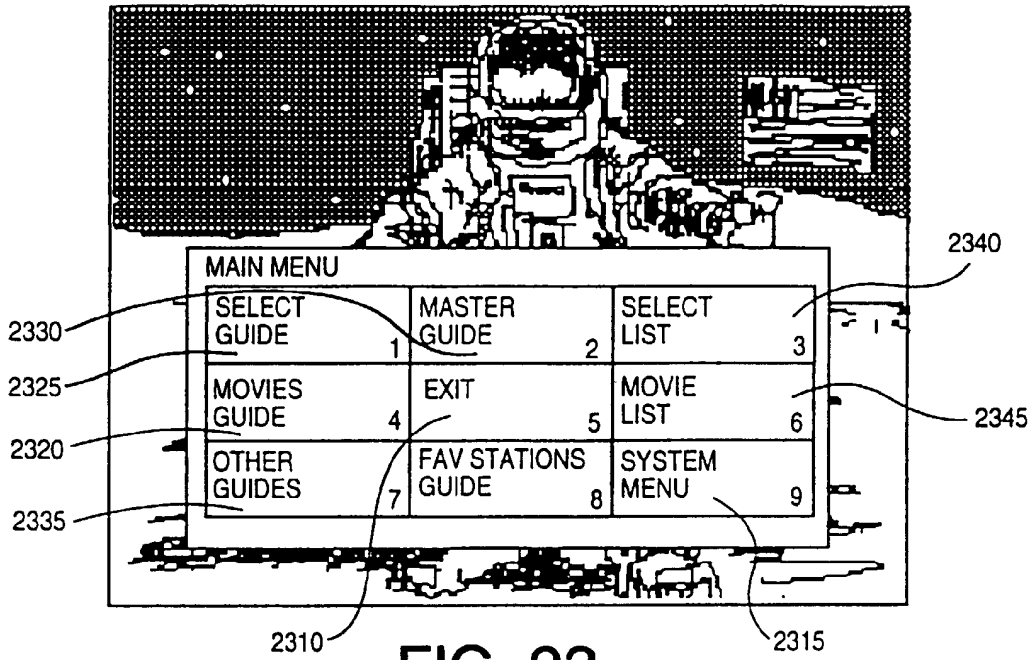 MAIN MENU
SELECT
GUIDE 1
MASTER
GUIDE 2
SELECT
LIST 3
MOVIES
GUIDE 4
EXIT
5
MOVIE
LIST 6
OTHER
GUIDES 7
FAV STATIONS
GUIDE 8
SYSTEM
MENU 9
2340
2330
2325
2320
2345
2335
2310
2315